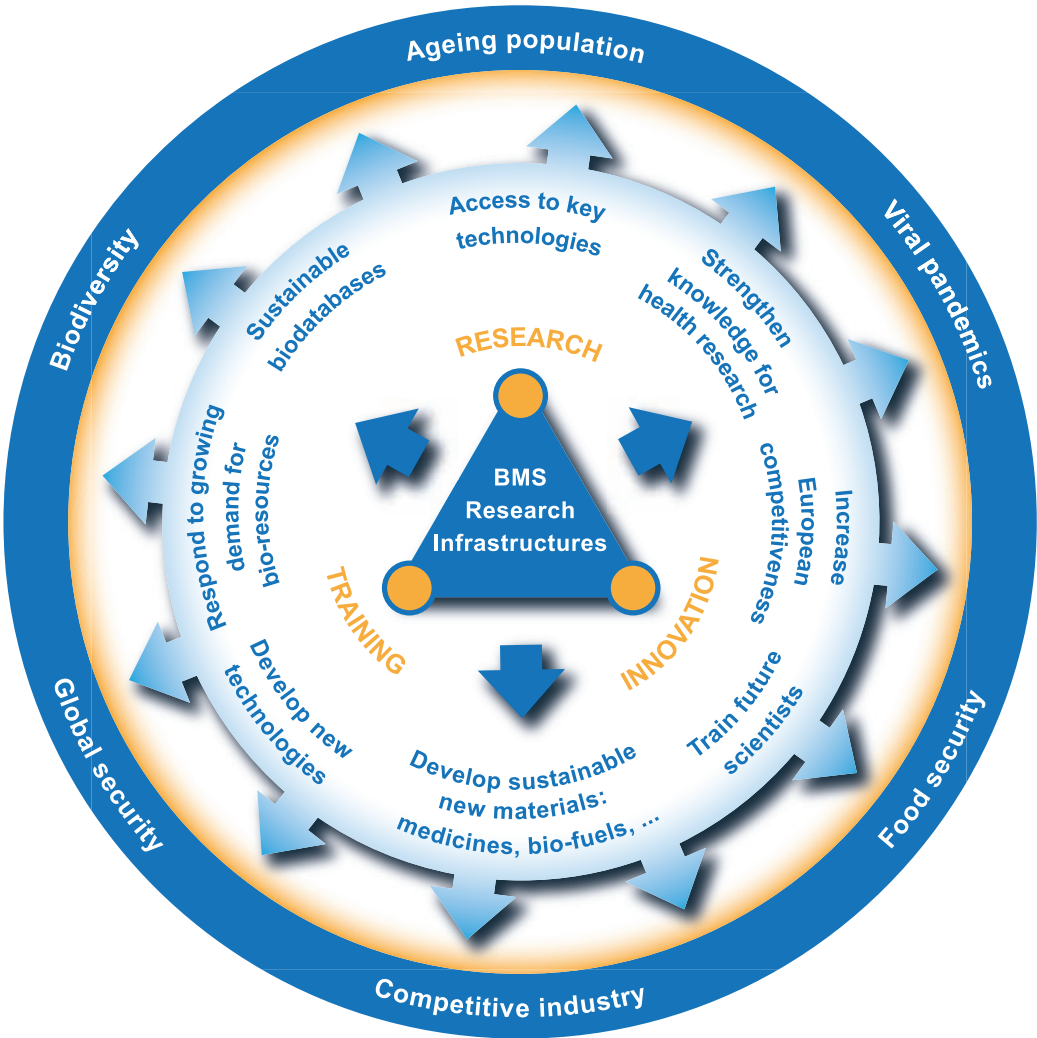 Ageing population
Viral pandemics
Food security
Competitive industry
Global security
Biodiversity
Access to key
technologies
Strengthen
knowledge for
health research
Increase
European
competitiveness
Train future
scientists
Develop sustainable
new materials:
medicines, bio-fuels, ...
Develop new
technologies
Respond to growing
demand for
bio-resources
Sustainable
biodatabases
RESEARCH
INNOVATION
TRAINING
BMS
Research
Infrastructures